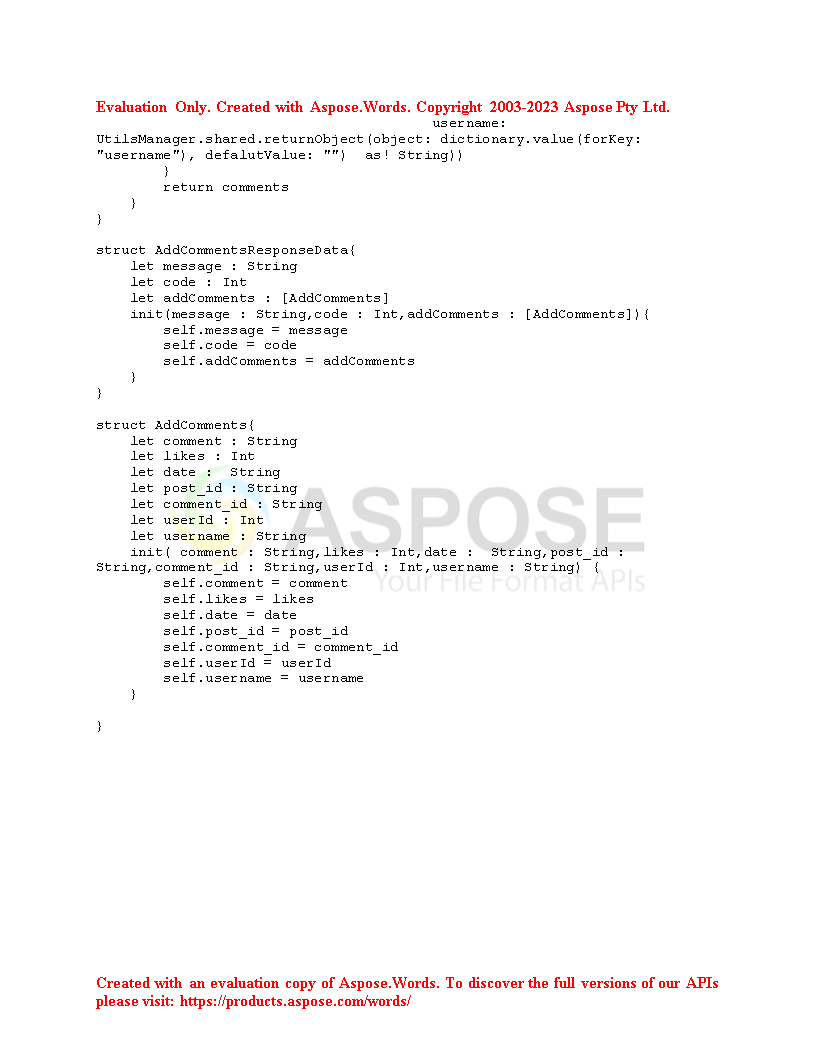 Evaluation Only. Created with Aspose.Words. Copyright 2003-2023 Aspose Pty Ltd.
                                        username:
UtilsManager.shared.returnObject(object: dictionary.value(forKey:
"username"), defalutValue: "")  as! String))
        }
        return comments
    }
}

struct AddCommentsResponseData{
    let message : String
    let code : Int
    let addComments : [AddComments]
    init(message : String,code : Int,addComments : [AddComments]){
        self.message = message
        self.code = code
        self.addComments = addComments
    }
}

struct AddComments{
    let comment : String
    let likes : Int
    let date :  String
    let post_id : String
    let comment_id : String
    let userId : Int
    let username : String
    init( comment : String,likes : Int,date :  String,post_id :
String,comment_id : String,userId : Int,username : String) {
        self.comment = comment
        self.likes = likes
        self.date = date
        self.post_id = post_id
        self.comment_id = comment_id
        self.userId = userId
        self.username = username
    }

}
ASPOSE
Your File Format APIs
Created with an evaluation copy of Aspose.Words. To discover the full versions of our APIs
please visit: https://products.aspose.com/words/